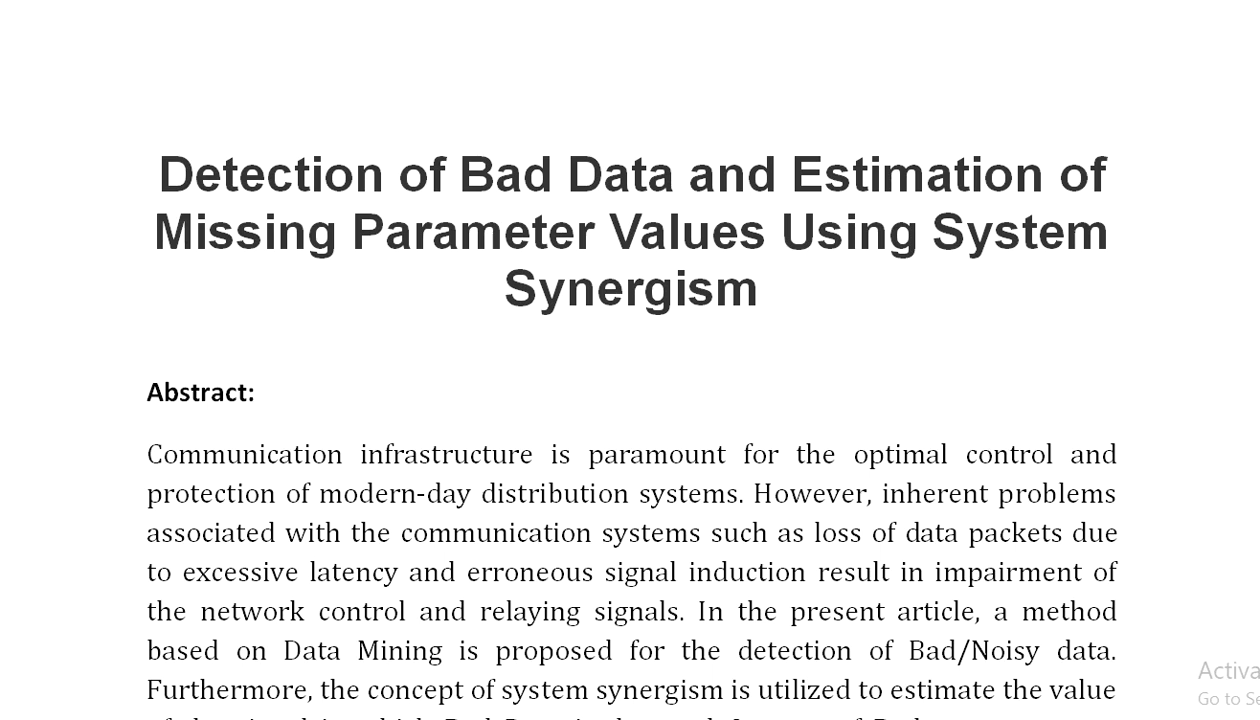 Detection of Bad Data and Estimation of
Missing Parameter Values Using System
Synergism
Abstract:
Communication infrastructure is paramount for the optimal control and
protection of modern-day distribution systems. However, inherent problems
associated with the communication systems such as loss of data packets due
to excessive latency and erroneous signal induction result in impairment of
the network control and relaying signals. In the present article, a method
based on Data Mining is proposed for the detection of Bad/Noisy data.
Furthermore, the concept of system synergism is utilized to estimate the value
Activa
Go to Se